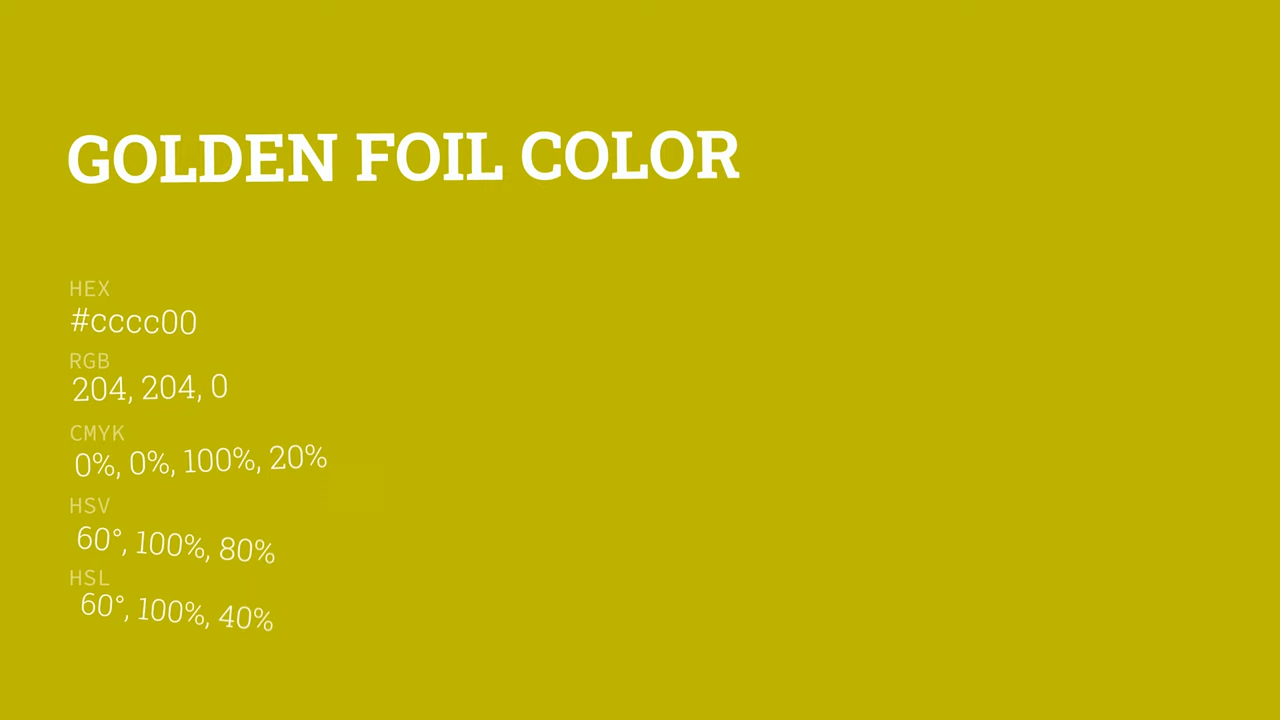 GOLDEN FOIL COLOR
HEX
#cccc00
RGB
204, 204, 0
CMYK
0%, 0%, 100%, 20%
HSV
60°, 100%, 80%
HSL
60°, 100%, 40%